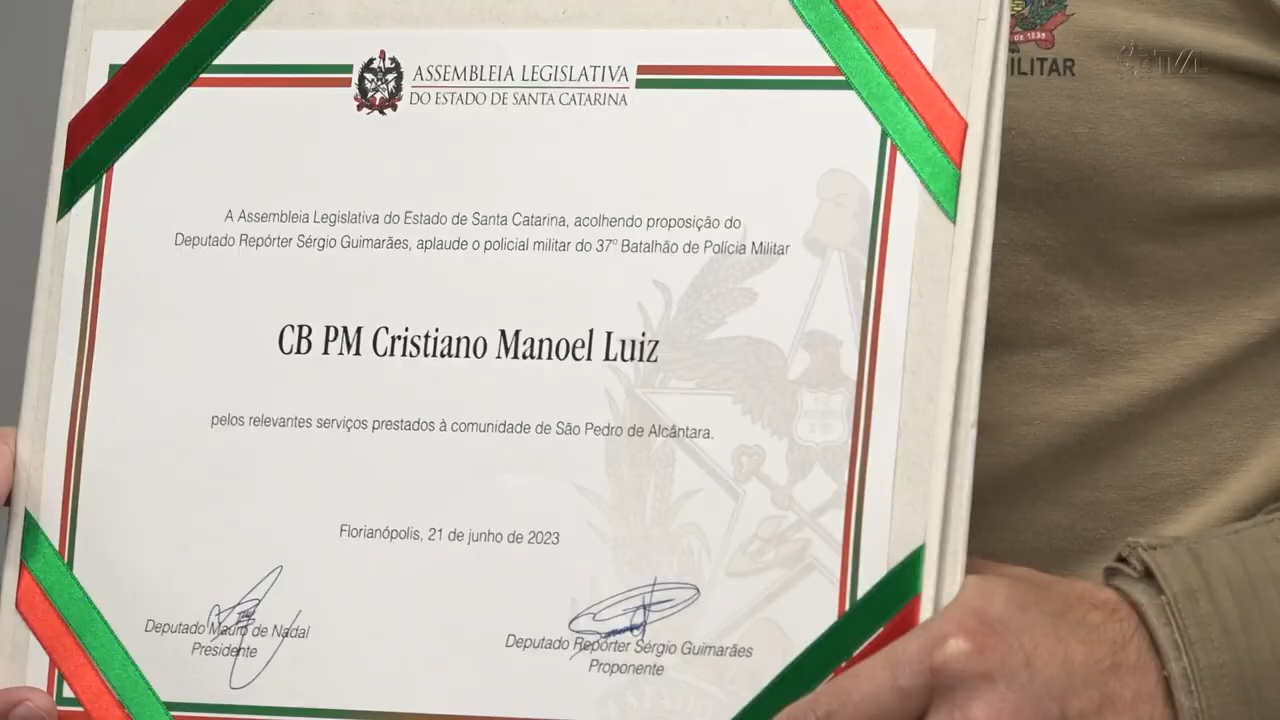 ASSEMBLEIA LEGISLATIVA
DO ESTADO DE SANTA CATARINA
ILITAR
TVAL
A Assembleia Legislativa do Estado de Santa Catarina, acolhendo proposição do
Deputado Repórter Sérgio Guimarães, aplaude o policial militar do 37º Batalhão de Polícia Militar
CB PM Cristiano Manoel Luiz
pelos relevantes serviços prestados à comunidade de São Pedro de Alcântara.
Florianópolis, 21 de junho de 2023
Deputado Mauro de Nadal
Presidente
Deputado Repórter Sérgio Guimarães
Proponente